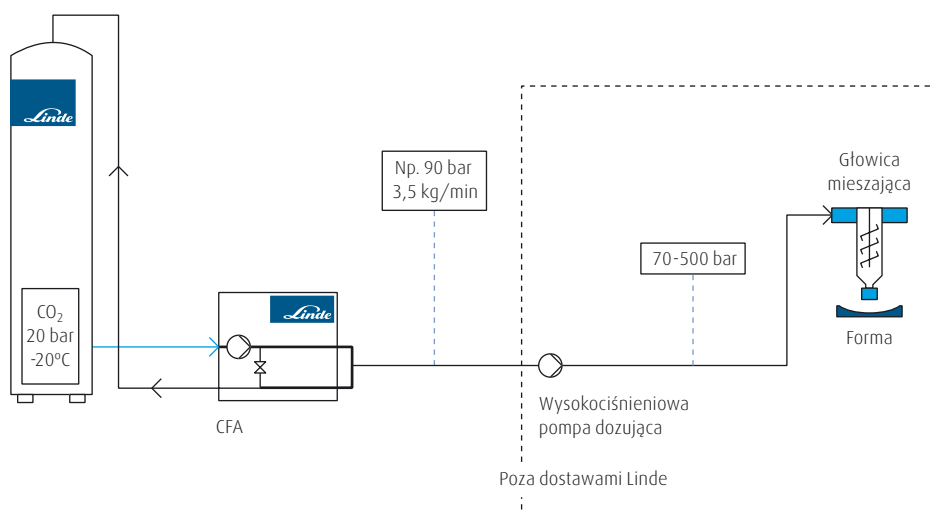 Linde
CO₂
20 bar
-20°C
Linde
CFA
Np. 90 bar
3,5 kg/min
Wysokociśnieniowa
pompa dozująca
Poza dostawami Linde
70-500 bar
Głowica
mieszająca
Forma